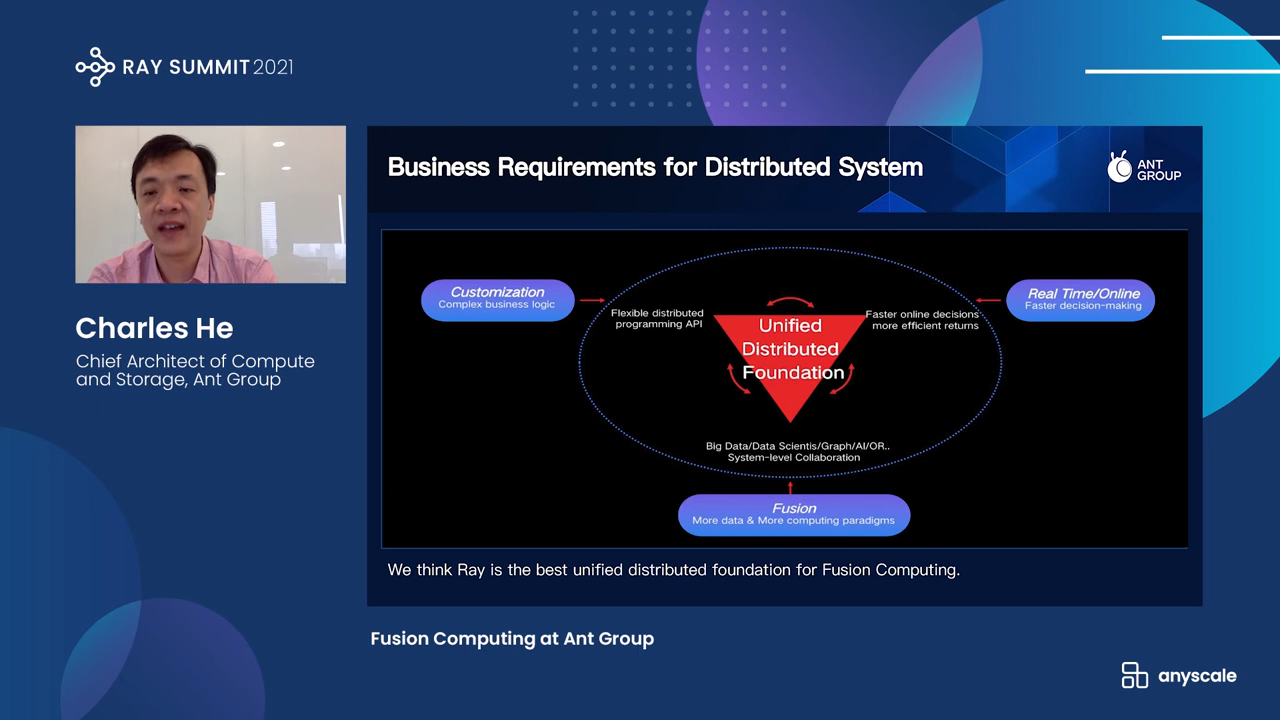 RAY SUMMIT 2021
Charles He
Chief Architect of Compute
and Storage, Ant Group
Business Requirements for Distributed System
ANT
GROUP
Customization
Complex business logic
Flexible distributed
programming API
Unified
Distributed
Foundation
Faster online decisions
more efficient returns
Real Time/Online
Faster decision-making
Big Data/Data Scientis/Graph/AI/OR..
System-level Collaboration
Fusion
More data & More computing paradigms
We think Ray is the best unified distributed foundation for Fusion Computing.
Fusion Computing at Ant Group
anyscale